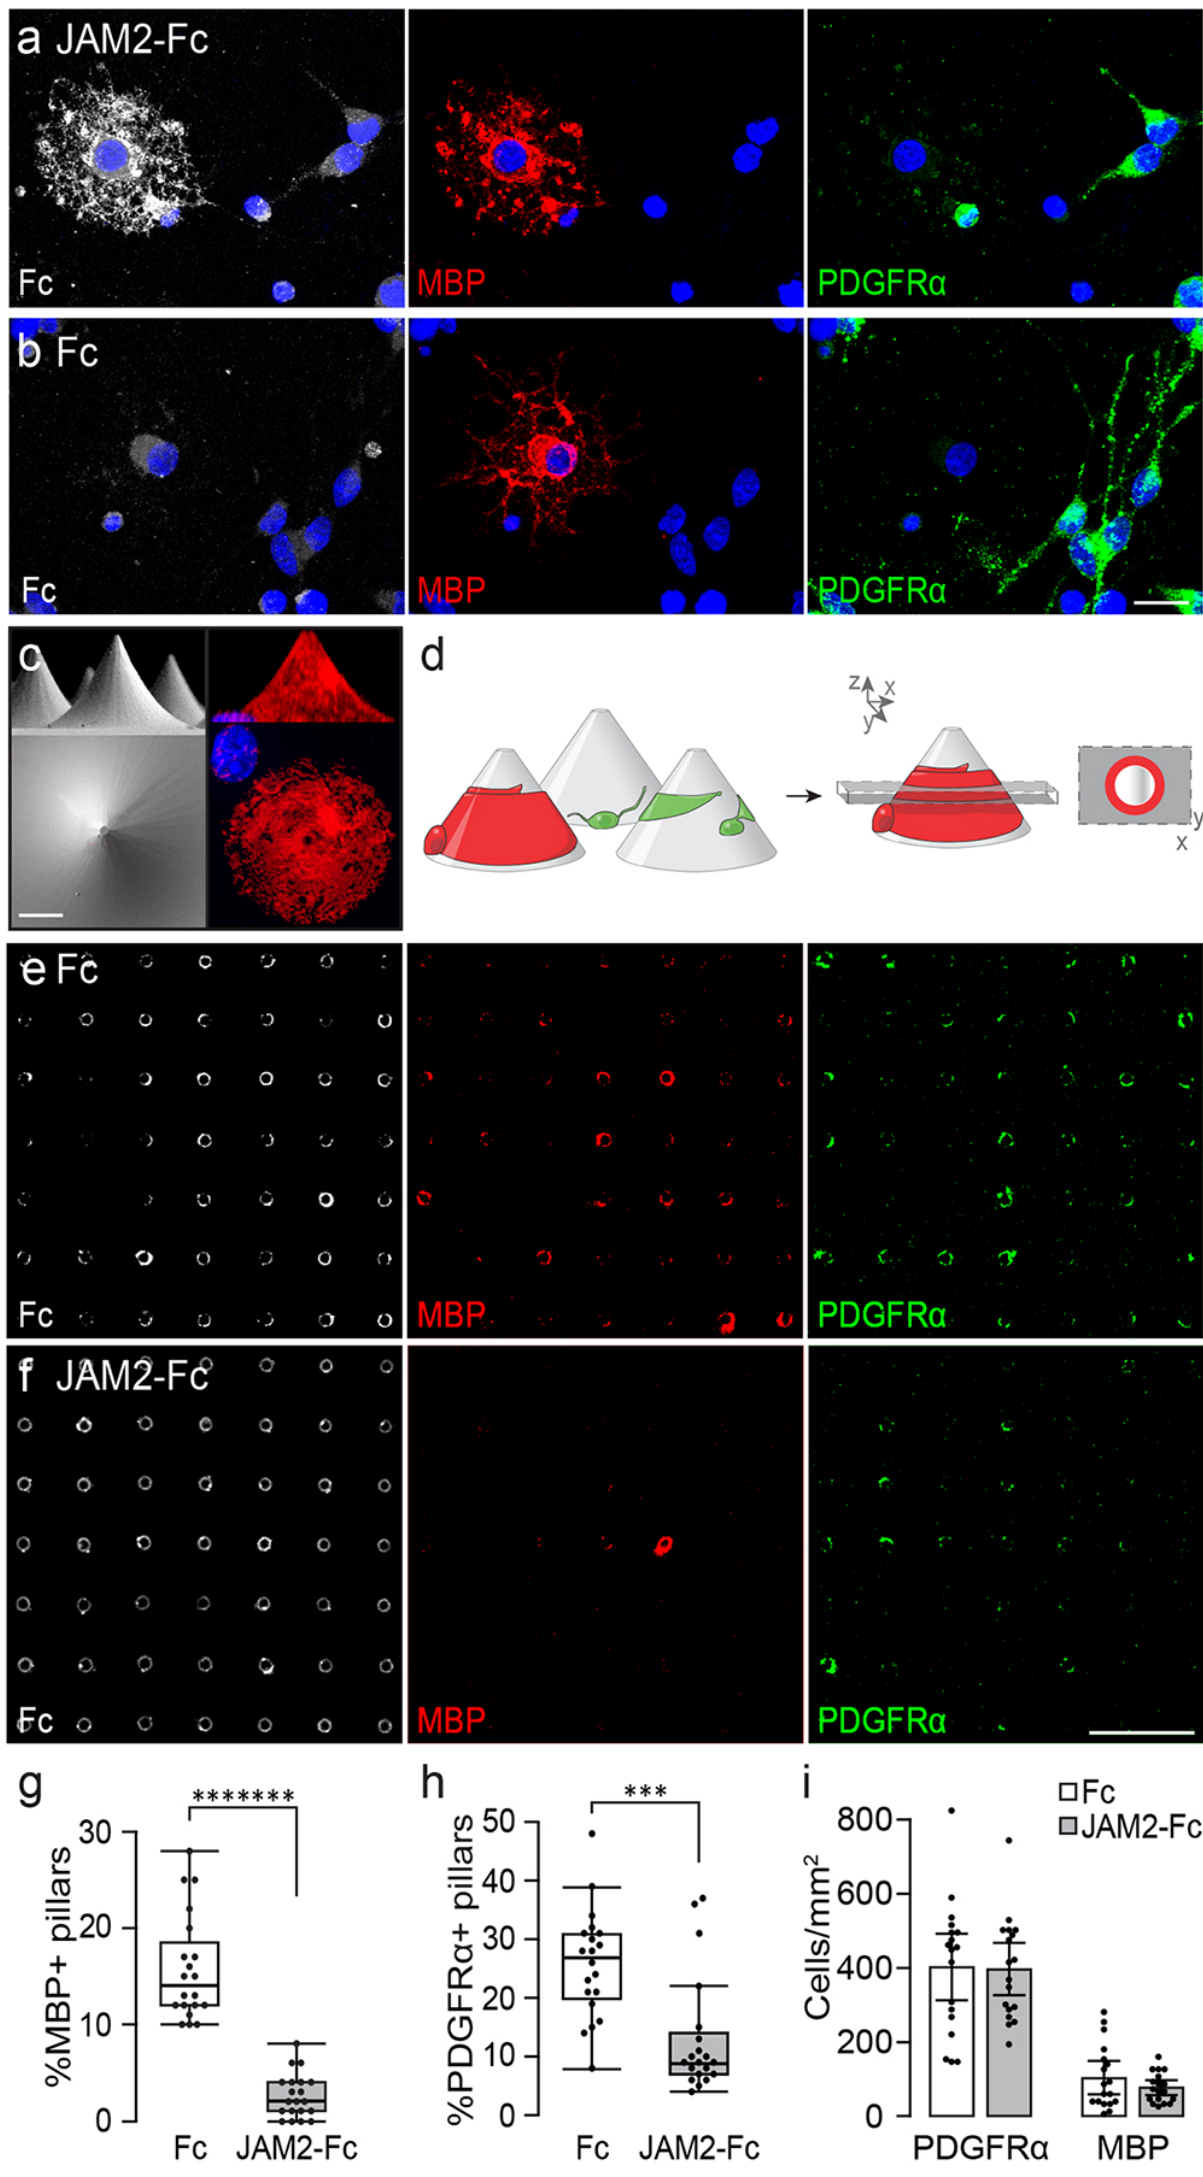 a JAM2-Fc
Fc
MBP
PDGFRα
b Fc
Fc
MBP
PDGFRα
c
d
z
x
y
y
x
e Fc
Fc
MBP
PDGFRα
f JAM2-Fc
Fc
MBP
PDGFRα
g
*******
%MBP+ pillars
30
20
10
0
Fc JAM2-Fc
h
***
%PDGFRα+ pillars
50
40
30
20
10
0
Fc JAM2-Fc
i
Fc
JAM2-Fc
Cells/mm²
800
600
400
200
0
PDGFRα MBP